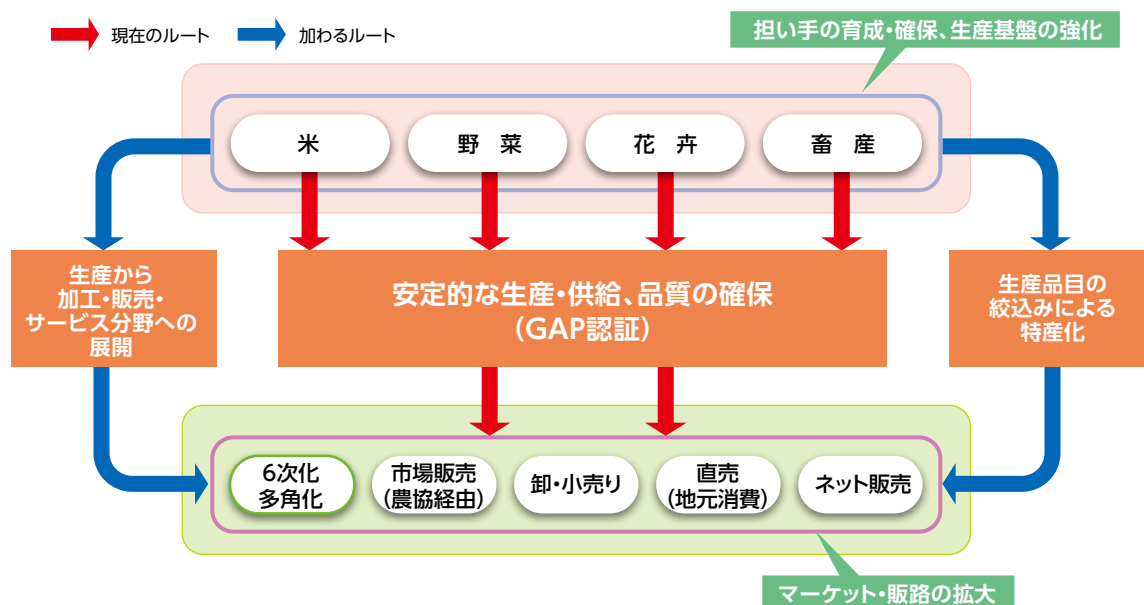 現在のルート
加わるルート
担い手の育成・確保、生産基盤の強化
米
野 菜
花 卉
畜 産
生産から
加工・販売・
サービス分野への
展開
安定的な生産・供給、品質の確保
(GAP認証)
生産品目の
絞込みによる
特産化
6次化
多角化
市場販売
(農協経由)
卸・小売り
直売
(地元消費)
ネット販売
マーケット・販路の拡大